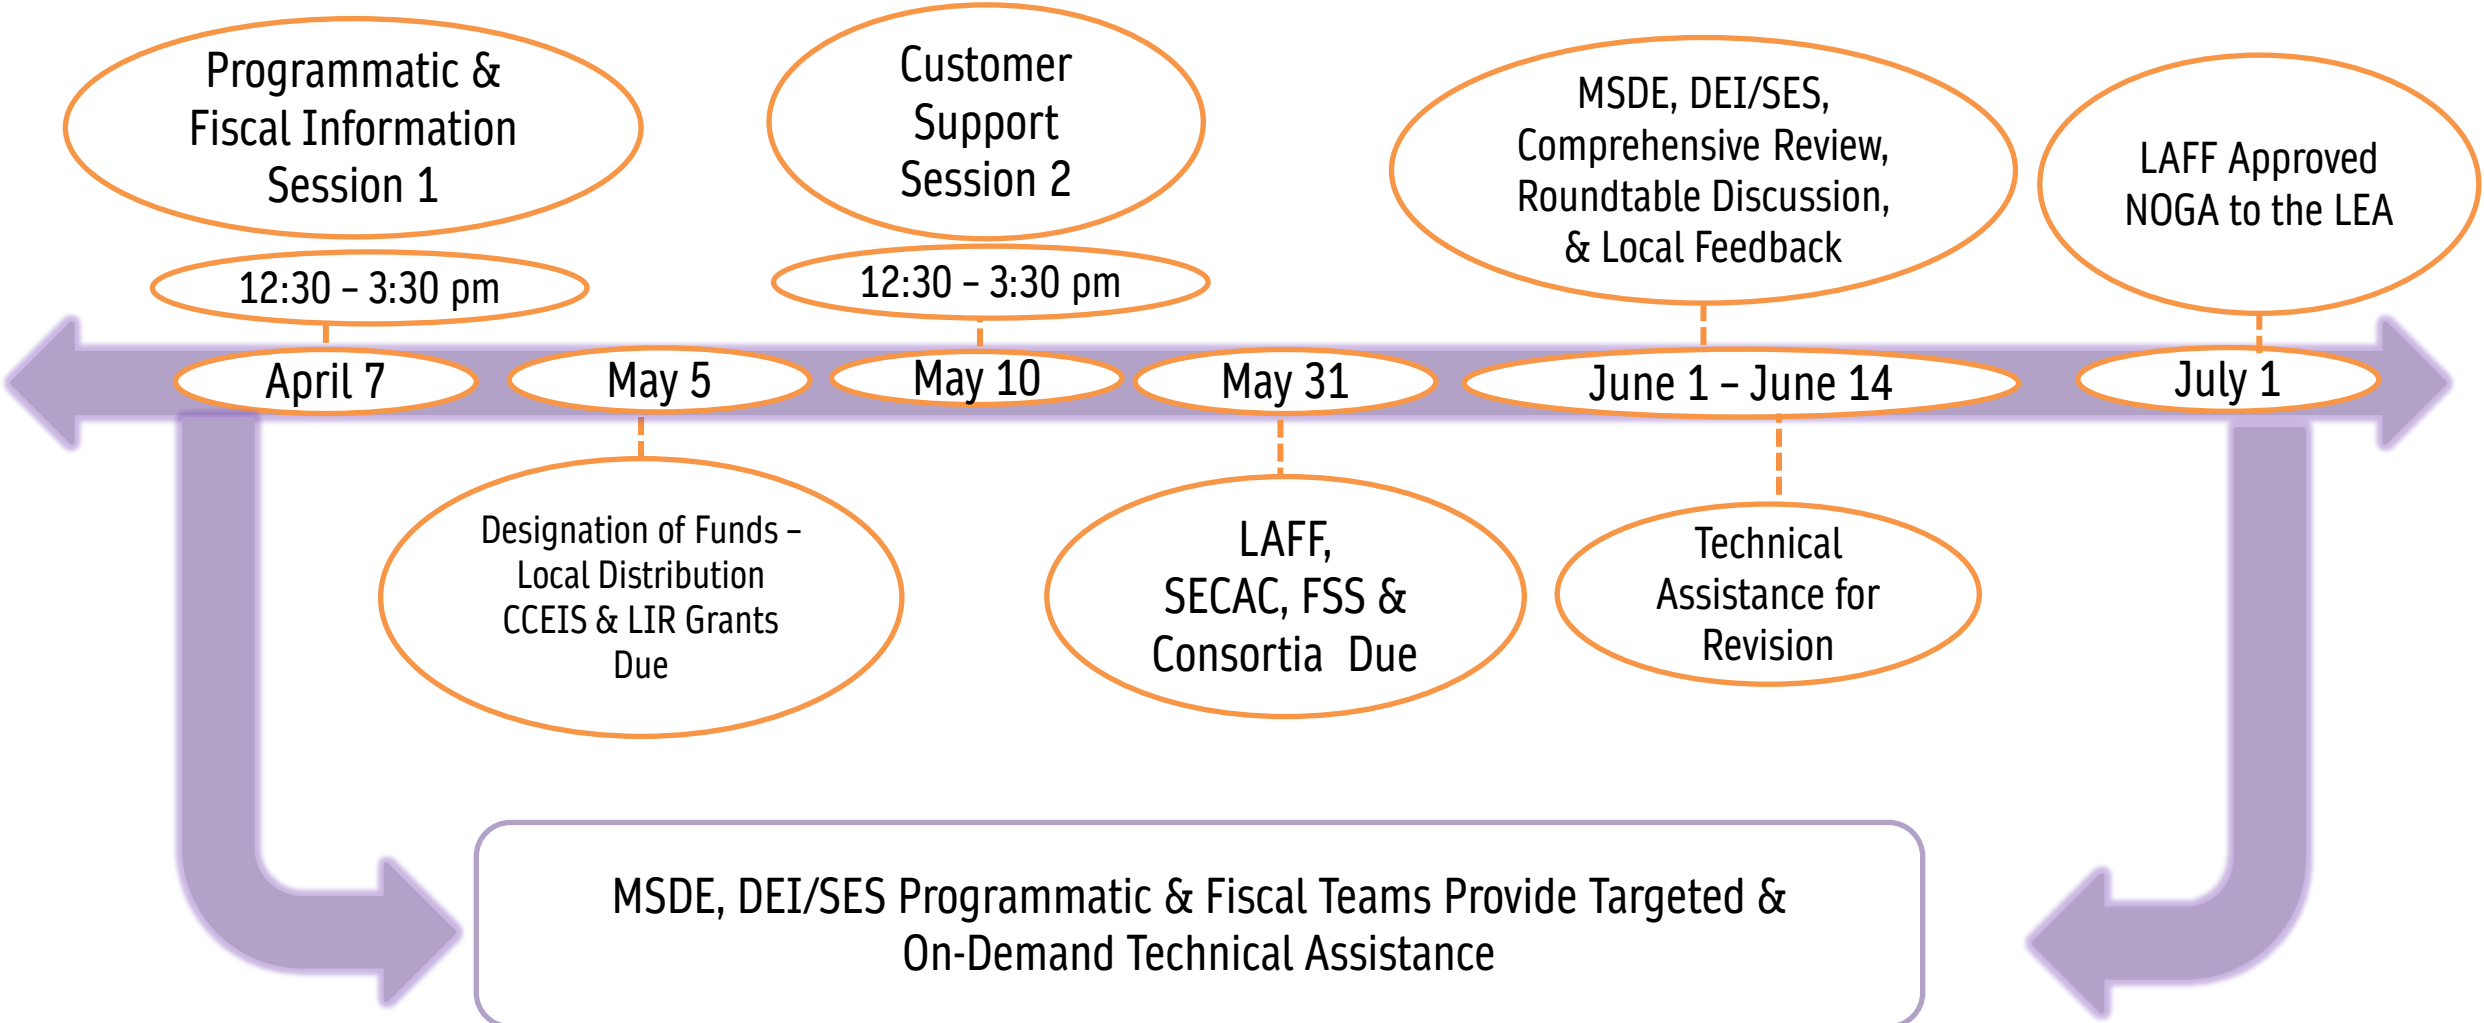 Programmatic &
Fiscal Information
Session 1
12:30 – 3:30 pm
Customer
Support
Session 2
12:30 – 3:30 pm
MSDE, DEI/SES,
Comprehensive Review,
Roundtable Discussion,
& Local Feedback
LAFF Approved
NOGA to the LEA
April 7
May 5
May 10
May 31
June 1 – June 14
July 1
Designation of Funds –
Local Distribution
CCEIS & LIR Grants
Due
LAFF,
SECAC, FSS &
Consortia Due
Technical
Assistance for
Revision
MSDE, DEI/SES Programmatic & Fiscal Teams Provide Targeted &
On-Demand Technical Assistance